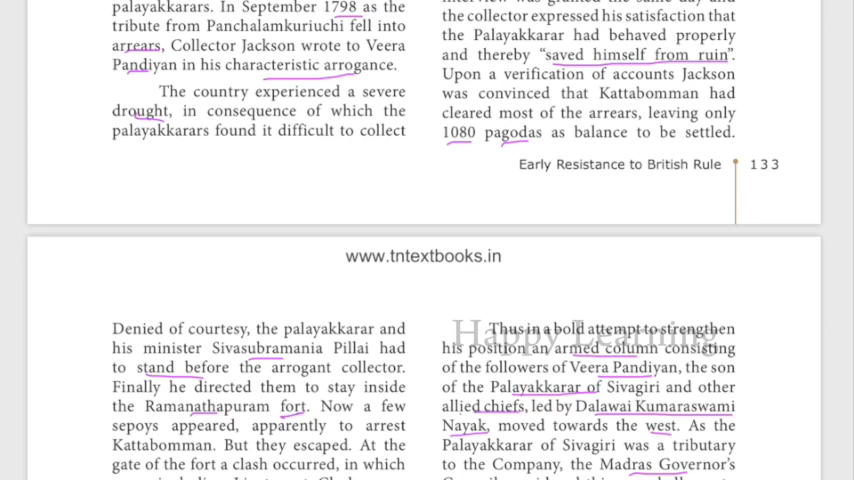 palayakkarars. In September 1798 as the
tribute from Panchalamkuriuchi fell into
arrears, Collector Jackson wrote to Veera
Pandiyan in his characteristic arrogance.
The country experienced a severe
drought, in consequence of which the
palayakkarars found it difficult to collect
interview was granted the same day and
the collector expressed his satisfaction that
the Palayakkarar had behaved properly
and thereby “saved himself from ruin”.
Upon a verification of accounts Jackson
was convinced that Kattabomman had
cleared most of the arrears, leaving only
1080 pagodas as balance to be settled.
Early Resistance to British Rule 133
www.tntextbooks.in
Denied of courtesy, the palayakkarar and
his minister Sivasubramania Pillai had
to stand before the arrogant collector.
Finally he directed them to stay inside
the Ramanathapuram fort. Now a few
sepoys appeared, apparently to arrest
Kattabomman. But they escaped. At the
gate of the fort a clash occurred, in which
Happy Learning
Thus in a bold attempt to strengthen
his position an armed column consisting
of the followers of Veera Pandiyan, the son
of the Palayakkarar of Sivagiri and other
allied chiefs, led by Dalawai Kumaraswami
Nayak, moved towards the west. As the
Palayakkarar of Sivagiri was a tributary
to the Company, the Madras Governor’s